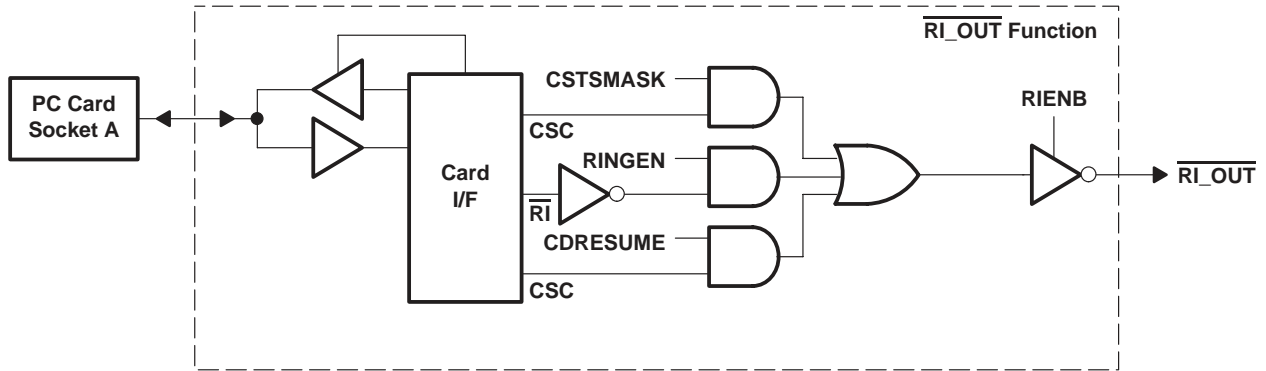 RI_OUT Function
PC Card
Socket A
CSTSMASK
CSC
RINGEN
Card
I/F
RI
CDRESUME
CSC
RIENB
RI_OUT